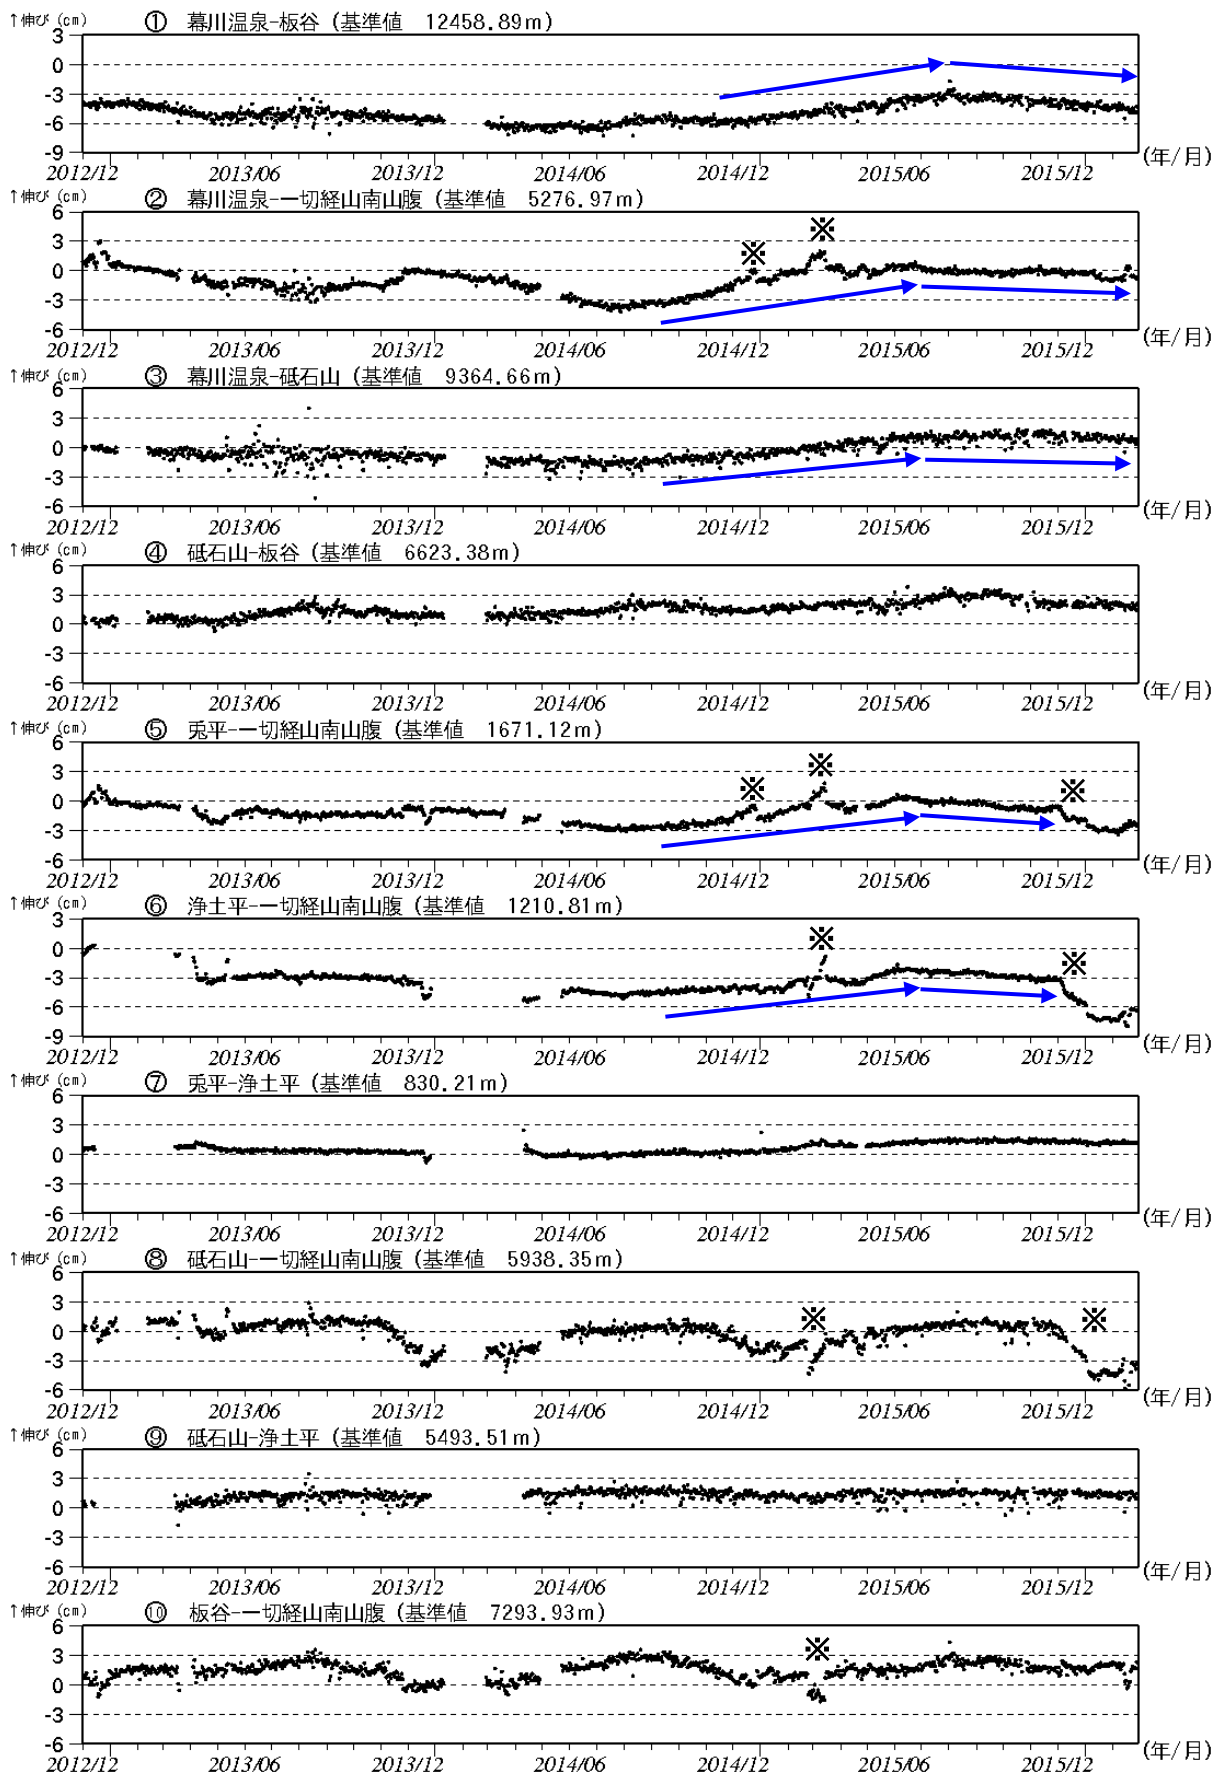 ↑伸び(cm) ① 幕川温泉-板谷 (基準値 12458.89m)
3
0
-3
-6
-9
2012/12 2013/06 2013/12 2014/06 2014/12 2015/06 2015/12 (年/月)
↑伸び(cm) ② 幕川温泉-一切経山南山腹 (基準値 5276.97m)
6
3 ※ ※
0
-3
-6
2012/12 2013/06 2013/12 2014/06 2014/12 2015/06 2015/12 (年/月)
↑伸び(cm) ③ 幕川温泉-砥石山 (基準値 9364.66m)
6
3
0
-3
-6
2012/12 2013/06 2013/12 2014/06 2014/12 2015/06 2015/12 (年/月)
↑伸び(cm) ④ 砥石山-板谷 (基準値 6623.38m)
6
3
0
-3
-6
2012/12 2013/06 2013/12 2014/06 2014/12 2015/06 2015/12 (年/月)
↑伸び(cm) ⑤ 兎平-一切経山南山腹 (基準値 1671.12m)
6
3 ※ ※ ※
0
-3
-6
2012/12 2013/06 2013/12 2014/06 2014/12 2015/06 2015/12 (年/月)
↑伸び(cm) ⑥ 浄土平-一切経山南山腹 (基準値 1210.81m)
3
0 ※ ※
-3
-6
-9
2012/12 2013/06 2013/12 2014/06 2014/12 2015/06 2015/12 (年/月)
↑伸び(cm) ⑦ 兎平-浄土平 (基準値 830.21m)
6
3
0
-3
-6
2012/12 2013/06 2013/12 2014/06 2014/12 2015/06 2015/12 (年/月)
↑伸び(cm) ⑧ 砥石山-一切経山南山腹 (基準値 5938.35m)
6
3 ※ ※
0
-3
-6
2012/12 2013/06 2013/12 2014/06 2014/12 2015/06 2015/12 (年/月)
↑伸び(cm) ⑨ 砥石山-浄土平 (基準値 5493.51m)
6
3
0
-3
-6
2012/12 2013/06 2013/12 2014/06 2014/12 2015/06 2015/12 (年/月)
↑伸び(cm) ⑩ 板谷-一切経山南山腹 (基準値 7293.93m)
6
3 ※
0
-3
-6
2012/12 2013/06 2013/12 2014/06 2014/12 2015/06 2015/12 (年/月)